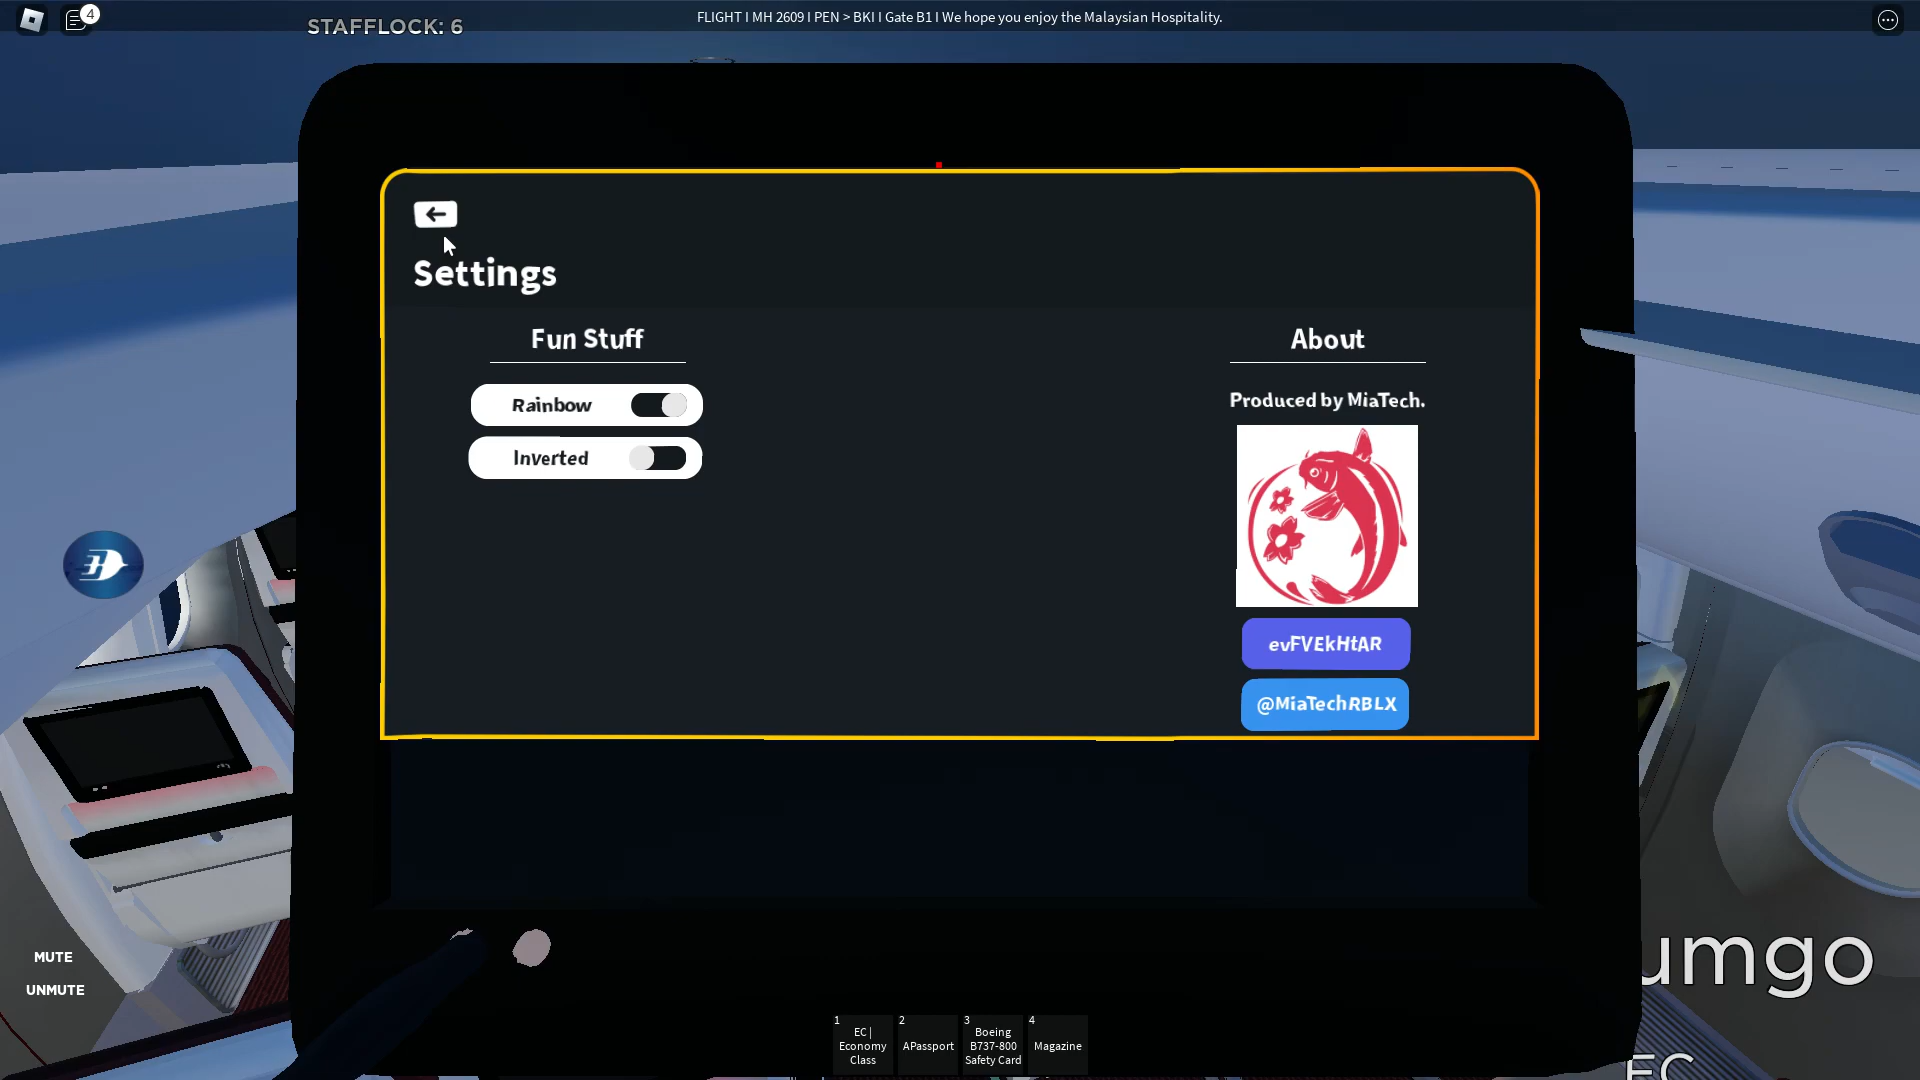 4
STAFFLOCK: 6
FLIGHT I MH 2609 I PEN > BKI I Gate B1 I We hope you enjoy the Malaysian Hospitality.
Settings
Fun Stuff
Rainbow
Inverted
About
Produced by MiaTech.
evFVEkHtAR
@MiaTechRBLX
MUTE
UNMUTE
umgo
EC
1
EC |
Economy
Class
2
APassport
3
Boeing
B737-800
Safety Card
4
Magazine